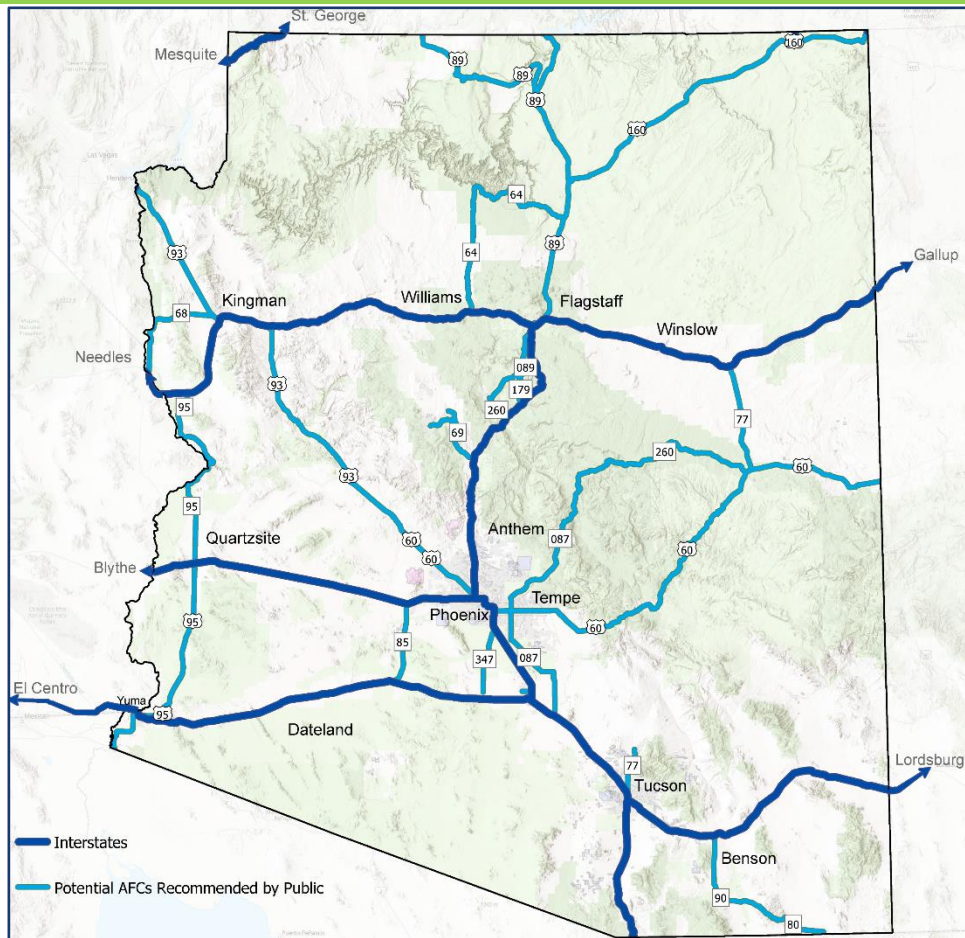 St. George
Mesquite
89
89
89
160
160
64
64
89
Gallup
93
Kingman
Williams
Flagstaff
68
Winslow
Needles
089
179
93
95
260
77
69
260
60
93
95
087
Anthem
Quartzsite
60
60
60
Blythe
Tempe
Phoenix
60
95
85
347
087
El Centro
Yuma
95
Dateland
77
Lordsburg
Tucson
Interstates
Benson
Potential AFCs Recommended by Public
90
80